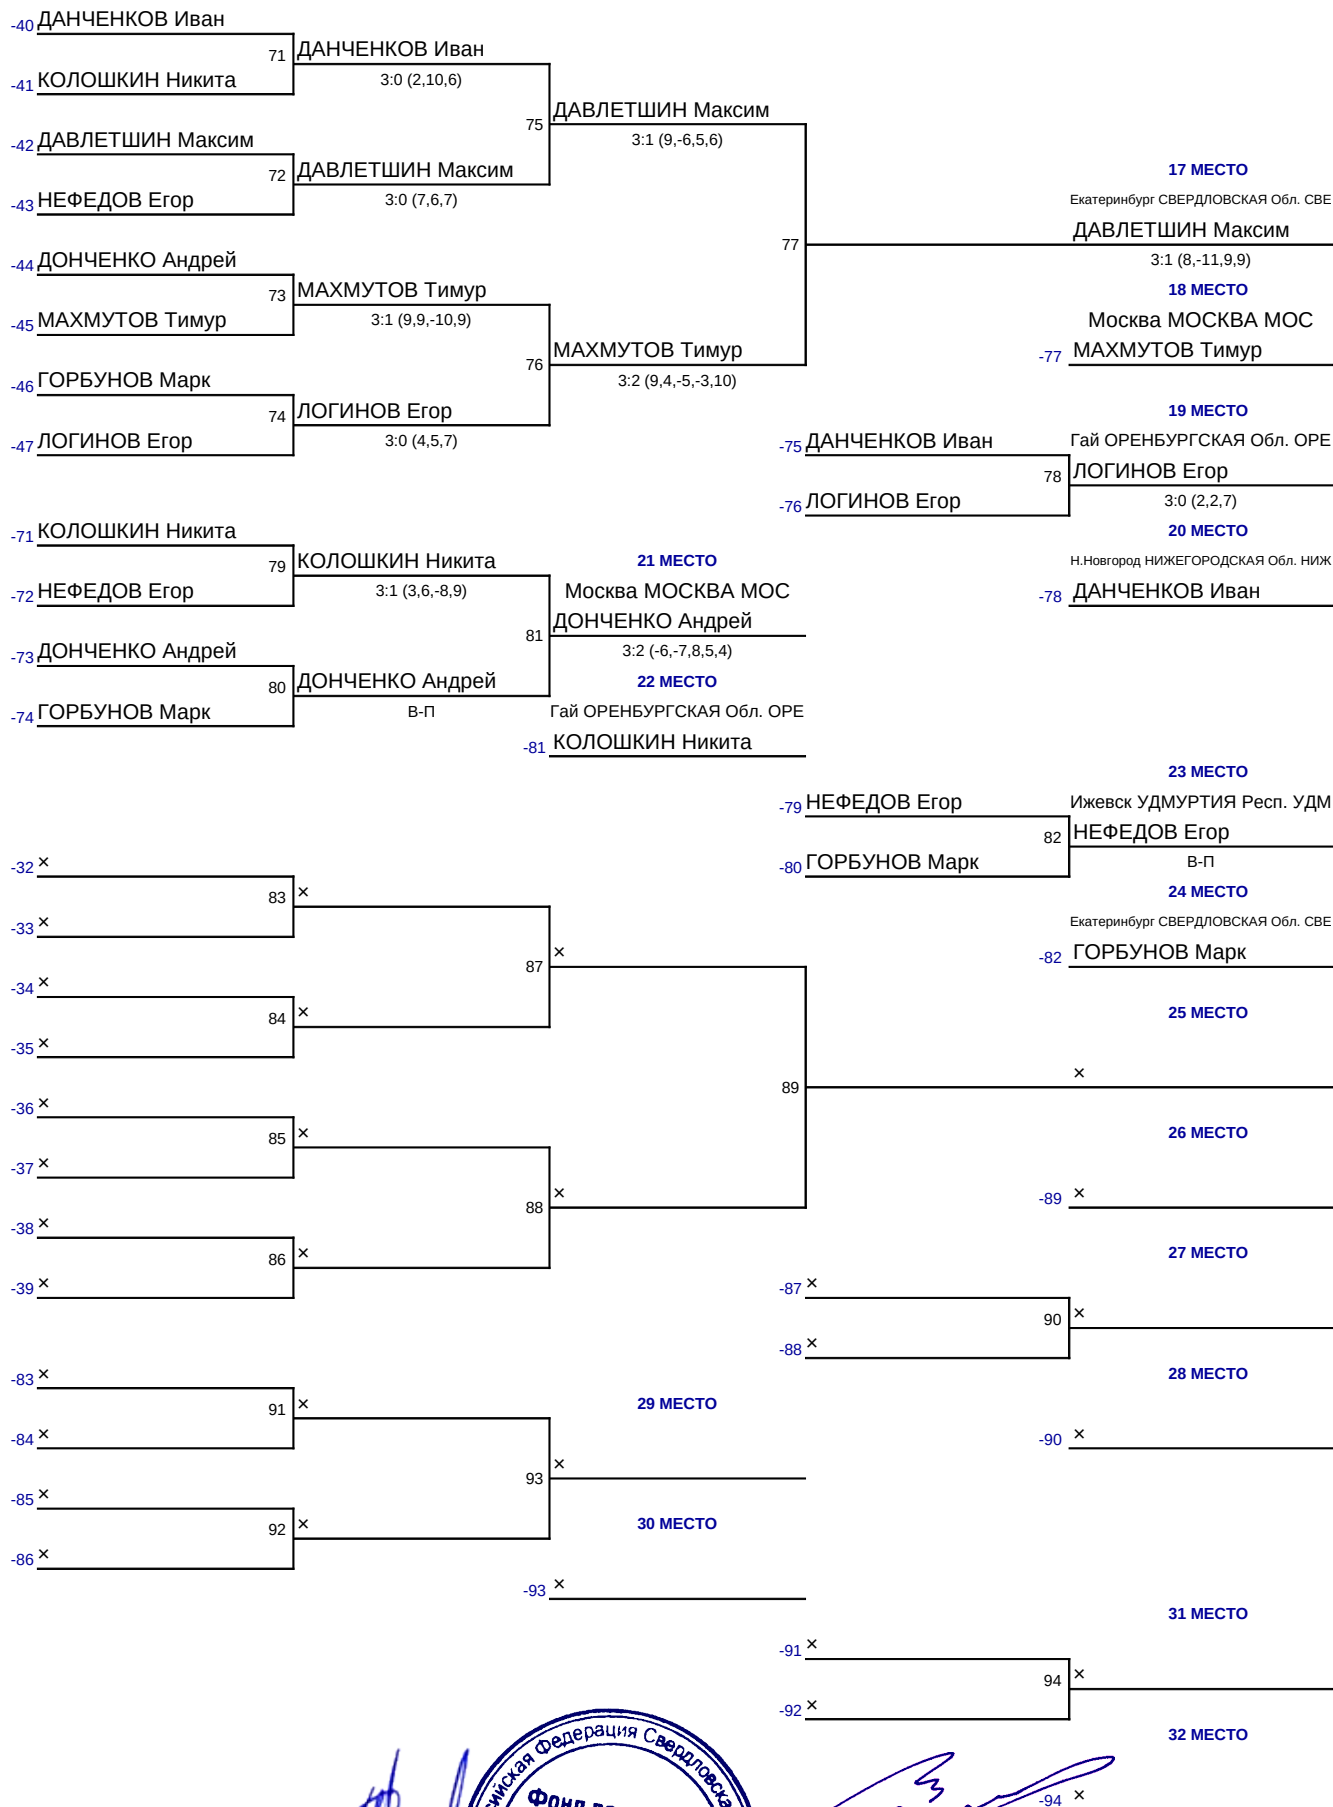 -40 ДАНЧЕНКОВ Иван
71 ДАНЧЕНКОВ Иван
-41 КОЛОШКИН Никита
3:0 (2,10,6)
75 ДАВЛЕТШИН Максим
3:1 (9,-6,5,6)
-42 ДАВЛЕТШИН Максим
72 ДАВЛЕТШИН Максим
-43 НЕФЕДОВ Егор
3:0 (7,6,7)
17 МЕСТО
Екатеринбург СВЕРДЛОВСКАЯ Обл. СВЕ
77 ДАВЛЕТШИН Максим
3:1 (8,-11,9,9)
-44 ДОНЧЕНКО Андрей
73 МАХМУТОВ Тимур
-45 МАХМУТОВ Тимур
3:1 (9,9,-10,9)
18 МЕСТО
Москва МОСКВА МОС
-77 МАХМУТОВ Тимур
76 МАХМУТОВ Тимур
3:2 (9,4,-5,-3,10)
-46 ГОРБУНОВ Марк
74 ЛОГИНОВ Егор
-47 ЛОГИНОВ Егор
3:0 (4,5,7)
19 МЕСТО
-75 ДАНЧЕНКОВ Иван
Гай ОРЕНБУРГСКАЯ Обл. ОРЕ
78 ЛОГИНОВ Егор
-76 ЛОГИНОВ Егор
3:0 (2,2,7)
20 МЕСТО
Н.Новгород НИЖЕГОРОДСКАЯ Обл. НИЖ
-78 ДАНЧЕНКОВ Иван
-71 КОЛОШКИН Никита
79 КОЛОШКИН Никита
-72 НЕФЕДОВ Егор
3:1 (3,6,-8,9)
21 МЕСТО
Москва МОСКВА МОС
81 ДОНЧЕНКО Андрей
3:2 (-6,-7,8,5,4)
-73 ДОНЧЕНКО Андрей
80 ДОНЧЕНКО Андрей
-74 ГОРБУНОВ Марк
В-П
22 МЕСТО
Гай ОРЕНБУРГСКАЯ Обл. ОРЕ
-81 КОЛОШКИН Никита
23 МЕСТО
-79 НЕФЕДОВ Егор
Ижевск УДМУРТИЯ Респ. УДМ
82 НЕФЕДОВ Егор
-80 ГОРБУНОВ Марк
В-П
24 МЕСТО
Екатеринбург СВЕРДЛОВСКАЯ Обл. СВЕ
-82 ГОРБУНОВ Марк
-32 ×
83 ×
-33 ×
87 ×
-34 ×
84 ×
-35 ×
25 МЕСТО
89 ×
-36 ×
85 ×
-37 ×
26 МЕСТО
88 ×
-89 ×
-38 ×
86 ×
-39 ×
27 МЕСТО
-87 ×
90 ×
-88 ×
28 МЕСТО
-90 ×
-83 ×
91 ×
-84 ×
29 МЕСТО
93 ×
-85 ×
92 ×
-86 ×
30 МЕСТО
-93 ×
31 МЕСТО
-91 ×
94 ×
-92 ×
32 МЕСТО
-94 ×
Федерация
Фонд